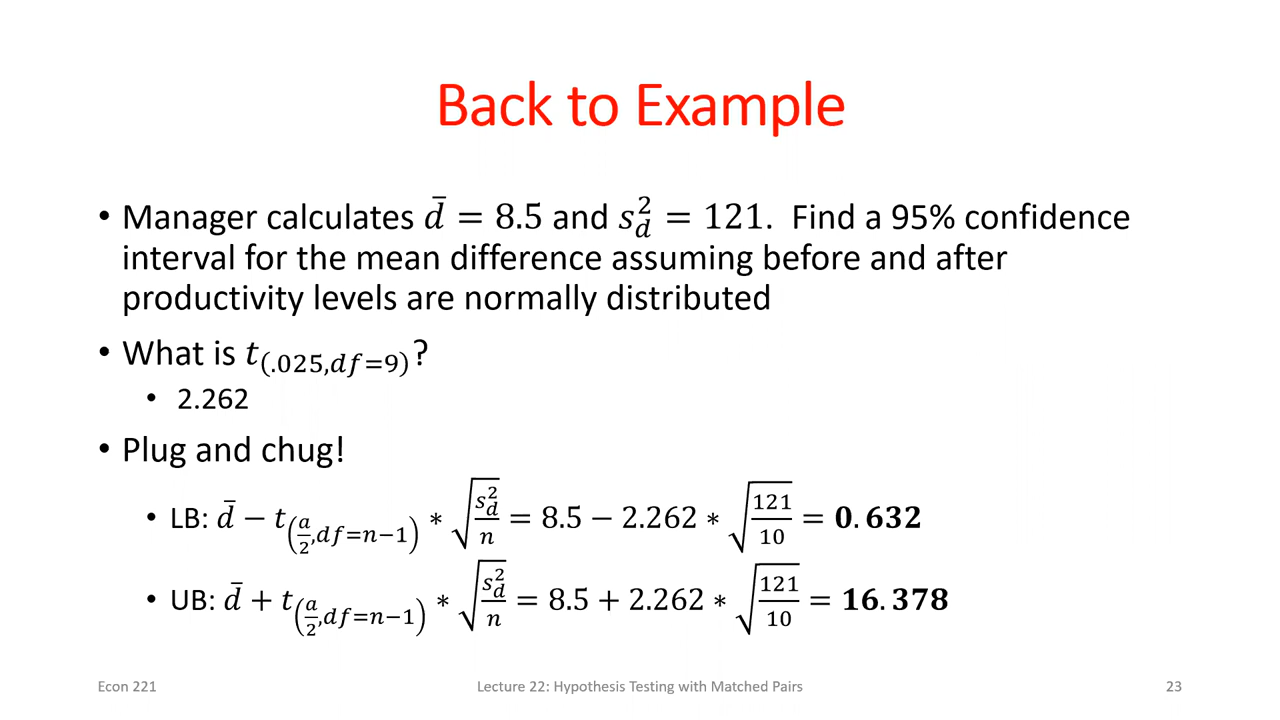 Back to Example
• Manager calculates d̄ = 8.5 and s_d^2 = 121. Find a 95% confidence
interval for the mean difference assuming before and after
productivity levels are normally distributed
• What is t_(.025,df=9)?
• 2.262
• Plug and chug!
• LB: d̄ − t_(a/2,df=n−1) ∗ √(s_d^2/n) = 8.5 − 2.262 ∗ √(121/10) = 0.632
• UB: d̄ + t_(a/2,df=n−1) ∗ √(s_d^2/n) = 8.5 + 2.262 ∗ √(121/10) = 16.378
Econ 221 Lecture 22: Hypothesis Testing with Matched Pairs 23